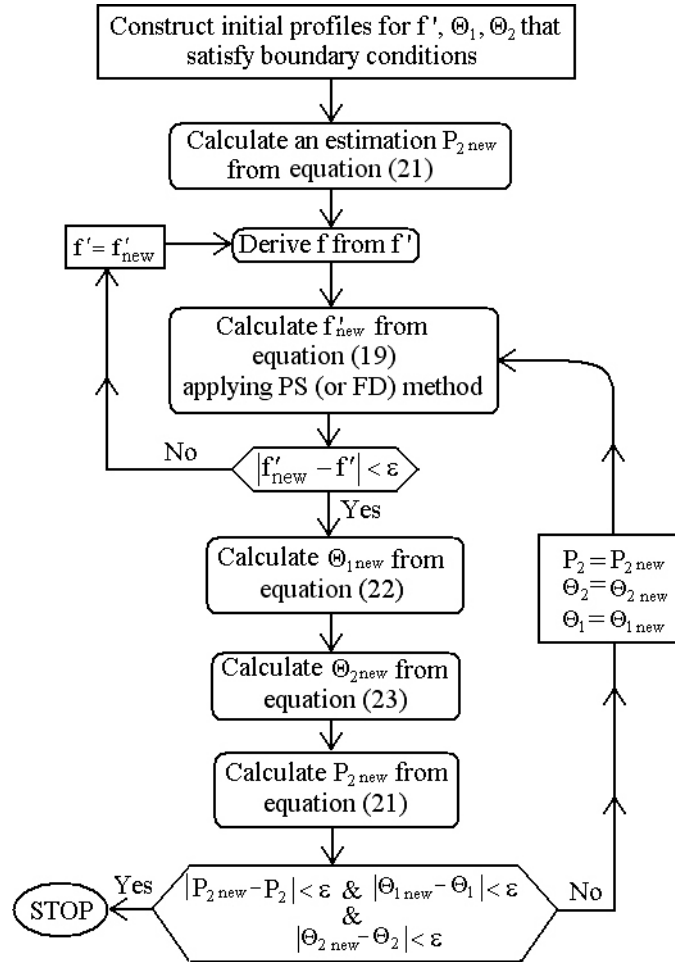 Construct initial profiles for f ', Θ₁, Θ₂ that
satisfy boundary conditions
Calculate an estimation P₂ new
from equation (21)
f ' = f'new
Derive f from f '
Calculate f'new from
equation (19)
applying PS (or FD) method
No
|f'new − f'| < ε
Yes
Calculate Θ₁ new from
equation (22)
P₂ = P₂ new
Θ₂ = Θ₂ new
Θ₁ = Θ₁ new
Calculate Θ₂ new from
equation (23)
Calculate P₂ new from
equation (21)
Yes
|P₂ new − P₂| < ε & |Θ₁ new − Θ₁| < ε
No
STOP
&
|Θ₂ new − Θ₂| < ε